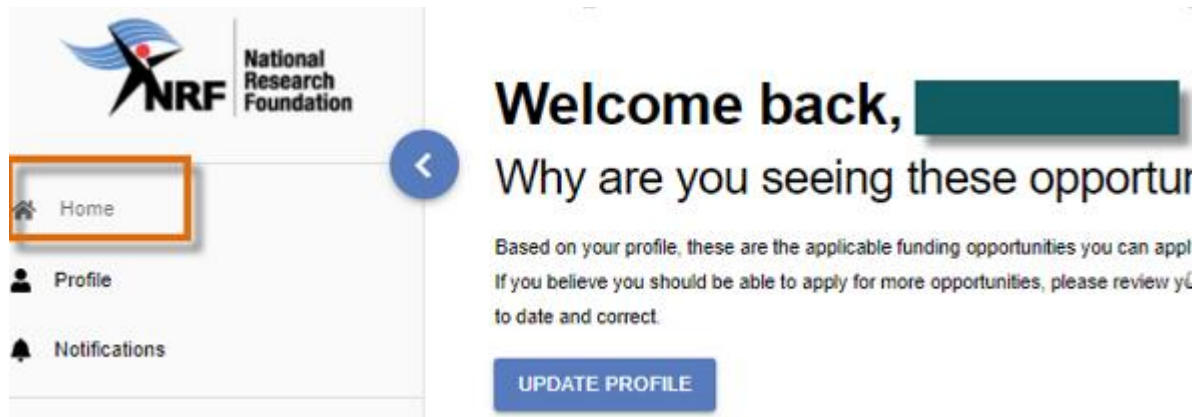 National
Research
Foundation
NRF
Home
Profile
Notifications
Welcome back,
Why are you seeing these opportur
Based on your profile, these are the applicable funding opportunities you can appl
If you believe you should be able to apply for more opportunities, please review
to date and correct.
UPDATE PROFILE